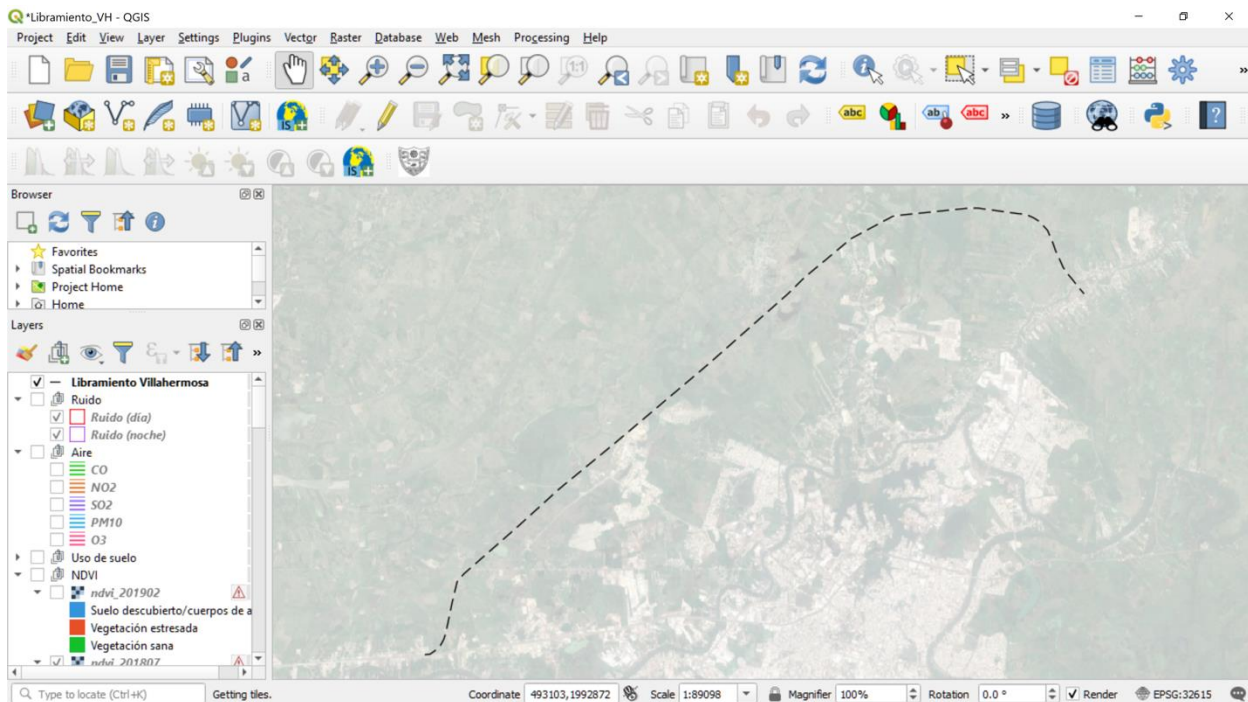 *Libramiento_VH - QGIS
Project Edit View Layer Settings Plugins Vector Raster Database Web Mesh Processing Help
Browser
Favorites
Spatial Bookmarks
Project Home
Home
Layers
Libramiento Villahermosa
Ruido
Ruido (día)
Ruido (noche)
Aire
CO
NO2
SO2
PM10
O3
Uso de suelo
NDVI
ndvi_201902
Suelo descubierto/cuerpos de a
Vegetación estresada
Vegetación sana
ndvi_201807
Type to locate (Ctrl+K) Getting tiles. Coordinate 493103,1992872 Scale 1:89098 Magnifier 100% Rotation 0.0 ° Render EPSG:32615